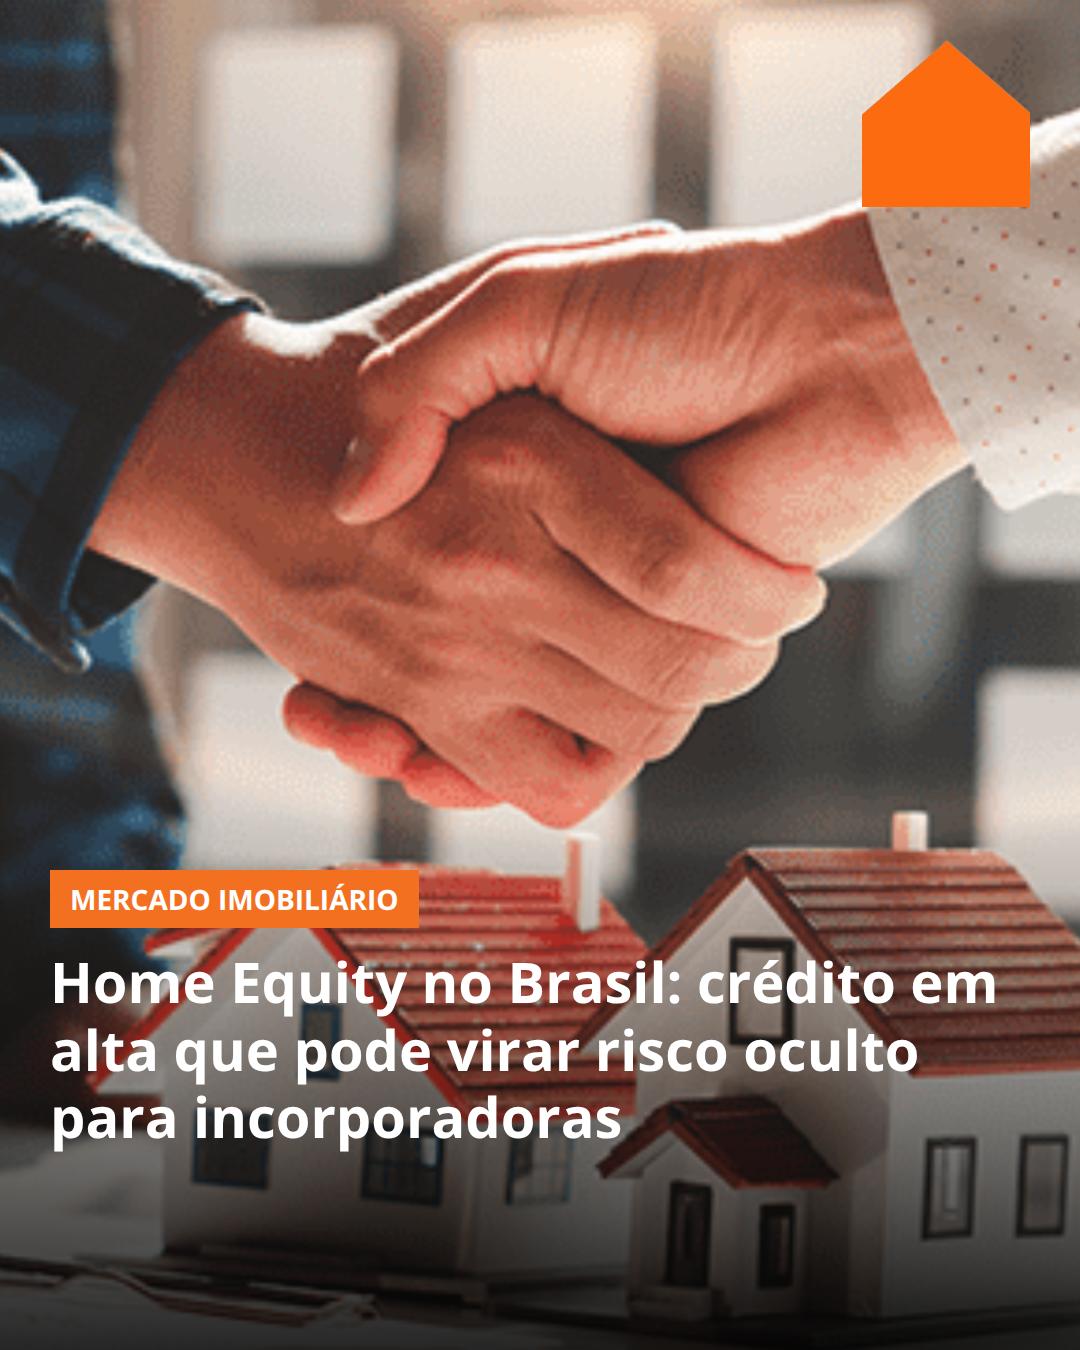 MERCADO IMOBILIÁRIO
Home Equity no Brasil: crédito em
alta que pode virar risco oculto
para incorporadoras